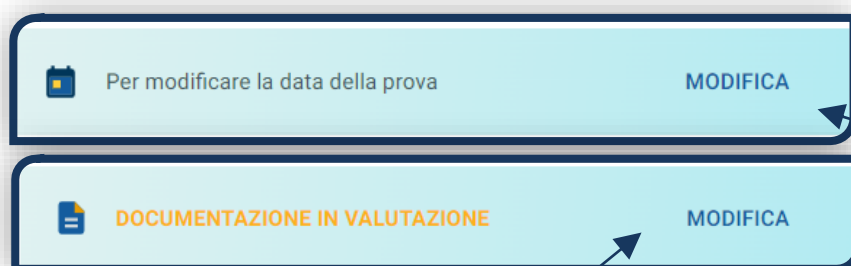 Per modificare la data della prova MODIFICA
DOCUMENTAZIONE IN VALUTAZIONE MODIFICA